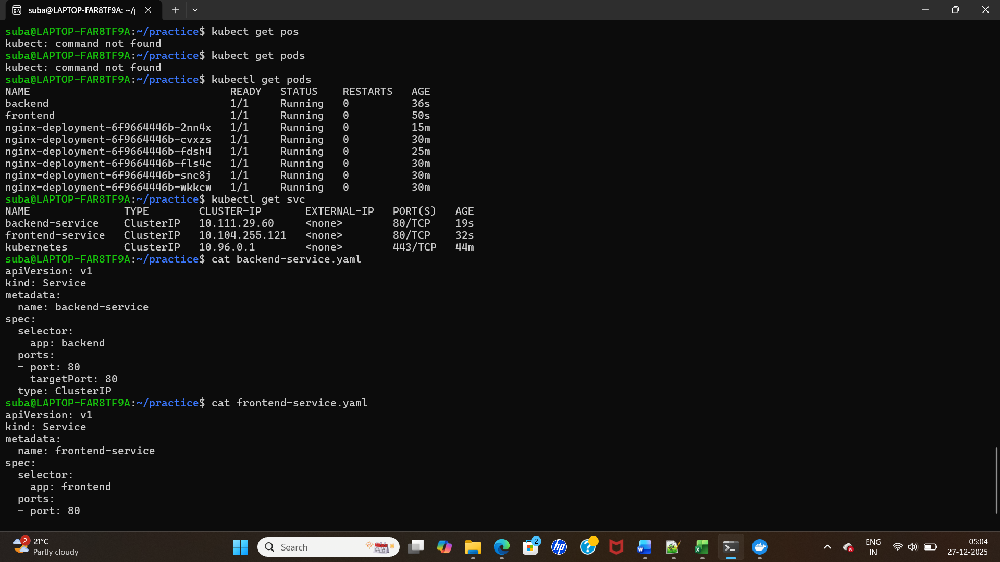 suba@LAPTOP-FAR8TF9A: ~/p
suba@LAPTOP-FAR8TF9A:~/practice$ kubect get pos
kubect: command not found
suba@LAPTOP-FAR8TF9A:~/practice$ kubect get pods
kubect: command not found
suba@LAPTOP-FAR8TF9A:~/practice$ kubectl get pods
NAME READY STATUS RESTARTS AGE
backend 1/1 Running 0 36s
frontend 1/1 Running 0 50s
nginx-deployment-6f9664446b-2nn4x 1/1 Running 0 15m
nginx-deployment-6f9664446b-cvxzs 1/1 Running 0 30m
nginx-deployment-6f9664446b-fdsh4 1/1 Running 0 25m
nginx-deployment-6f9664446b-fls4c 1/1 Running 0 30m
nginx-deployment-6f9664446b-snc8j 1/1 Running 0 30m
nginx-deployment-6f9664446b-wkkcw 1/1 Running 0 30m
suba@LAPTOP-FAR8TF9A:~/practice$ kubectl get svc
NAME TYPE CLUSTER-IP EXTERNAL-IP PORT(S) AGE
backend-service ClusterIP 10.111.29.60 <none> 80/TCP 19s
frontend-service ClusterIP 10.104.255.121 <none> 80/TCP 32s
kubernetes ClusterIP 10.96.0.1 <none> 443/TCP 44m
suba@LAPTOP-FAR8TF9A:~/practice$ cat backend-service.yaml
apiVersion: v1
kind: Service
metadata:
  name: backend-service
spec:
  selector:
    app: backend
  ports:
  - port: 80
    targetPort: 80
  type: ClusterIP
suba@LAPTOP-FAR8TF9A:~/practice$ cat frontend-service.yaml
apiVersion: v1
kind: Service
metadata:
  name: frontend-service
spec:
  selector:
    app: frontend
  ports:
  - port: 80
2
21°C
Partly cloudy
Search
2
hp
?
W
X
ENG
IN
05:04
27-12-2025